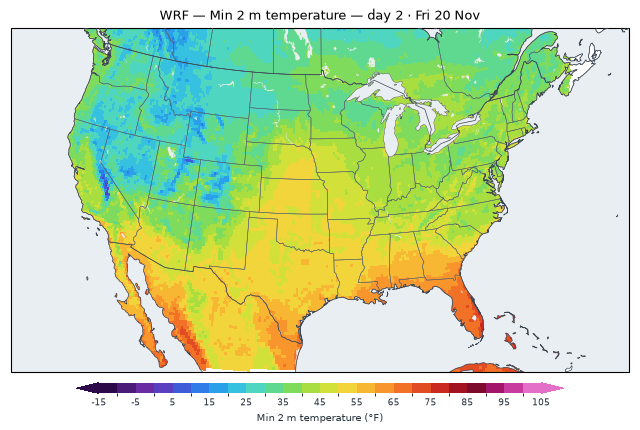 WRF — Min 2 m temperature — day 2 · Fri 20 Nov
-15 -5 5 15 25 35 45 55 65 75 85 95 105
Min 2 m temperature (°F)